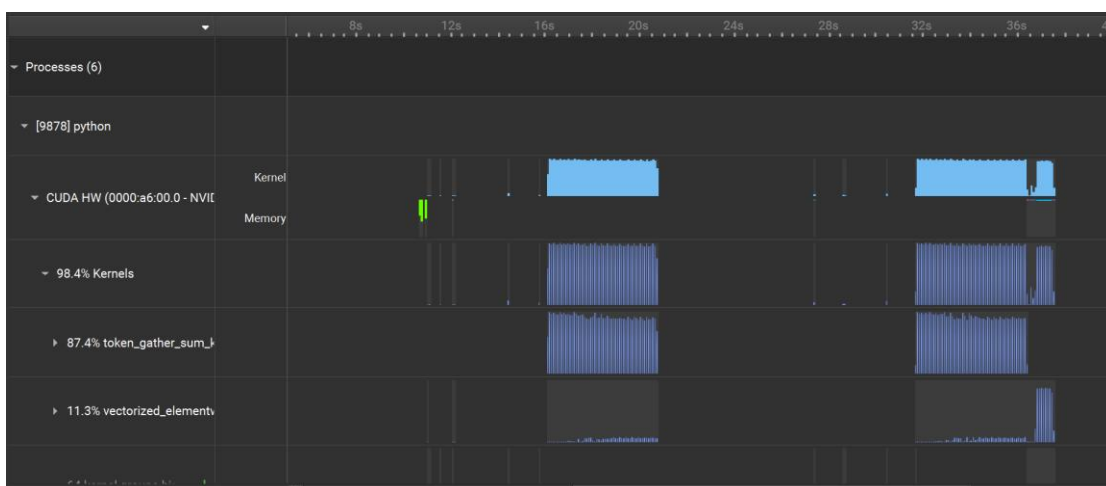 8s 12s 16s 20s 24s 28s 32s 36s
Processes (6)
[9878] python
Kernel
CUDA HW (0000:a6:00.0 - NVID
Memory
98.4% Kernels
87.4% token_gather_sum_k
11.3% vectorized_elementw